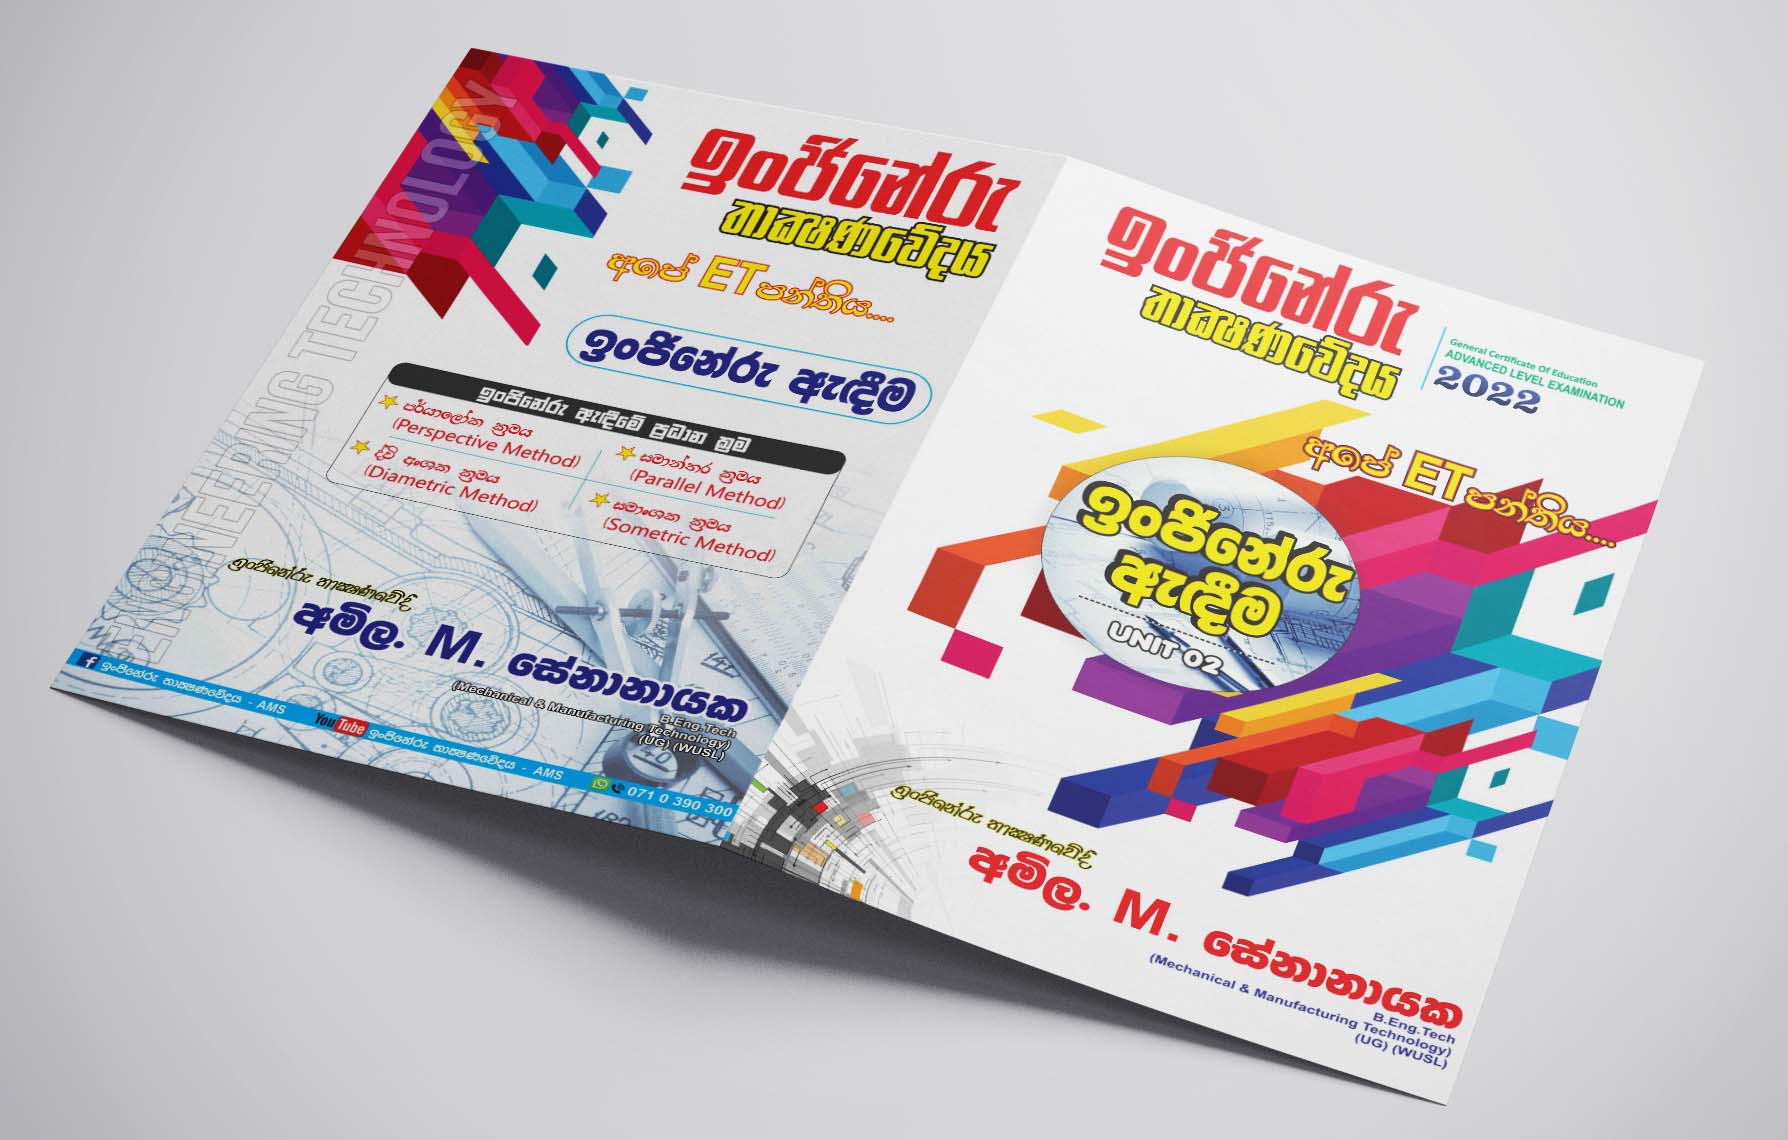 ENGINEERING TECHNOLOGY
ඉංජිනේරු
තාක්ෂණවේදය
අපේ ET පන්තිය....
ඉංජිනේරු ඇඳීම
ඉංජිනේරු ඇඳීමේ ප්‍රධාන ක්‍රම
පර්යාලෝක ක්‍රමය
(Perspective Method)
සමාන්තර ක්‍රමය
(Parallel Method)
ද්වි අංශක ක්‍රමය
(Diametric Method)
සමාංශක ක්‍රමය
(Sometric Method)
ඉංජිනේරු තාක්ෂණවේදී
අමිල. M. සේනානායක
B.Eng.Tech
(Mechanical & Manufacturing Technology)
(UG) (WUSL)
ඉංජිනේරු තාක්ෂණවේදය - AMS
YouTube ඉංජිනේරු තාක්ෂණවේදය - AMS
071 0 390 300
ඉංජිනේරු
තාක්ෂණවේදය
General Certificate Of Education
ADVANCED LEVEL EXAMINATION
2022
අපේ ET පන්තිය....
ඉංජිනේරු
ඇඳීම
UNIT 02
ඉංජිනේරු තාක්ෂණවේදී
අමිල. M. සේනානායක
B.Eng.Tech
(Mechanical & Manufacturing Technology)
(UG) (WUSL)